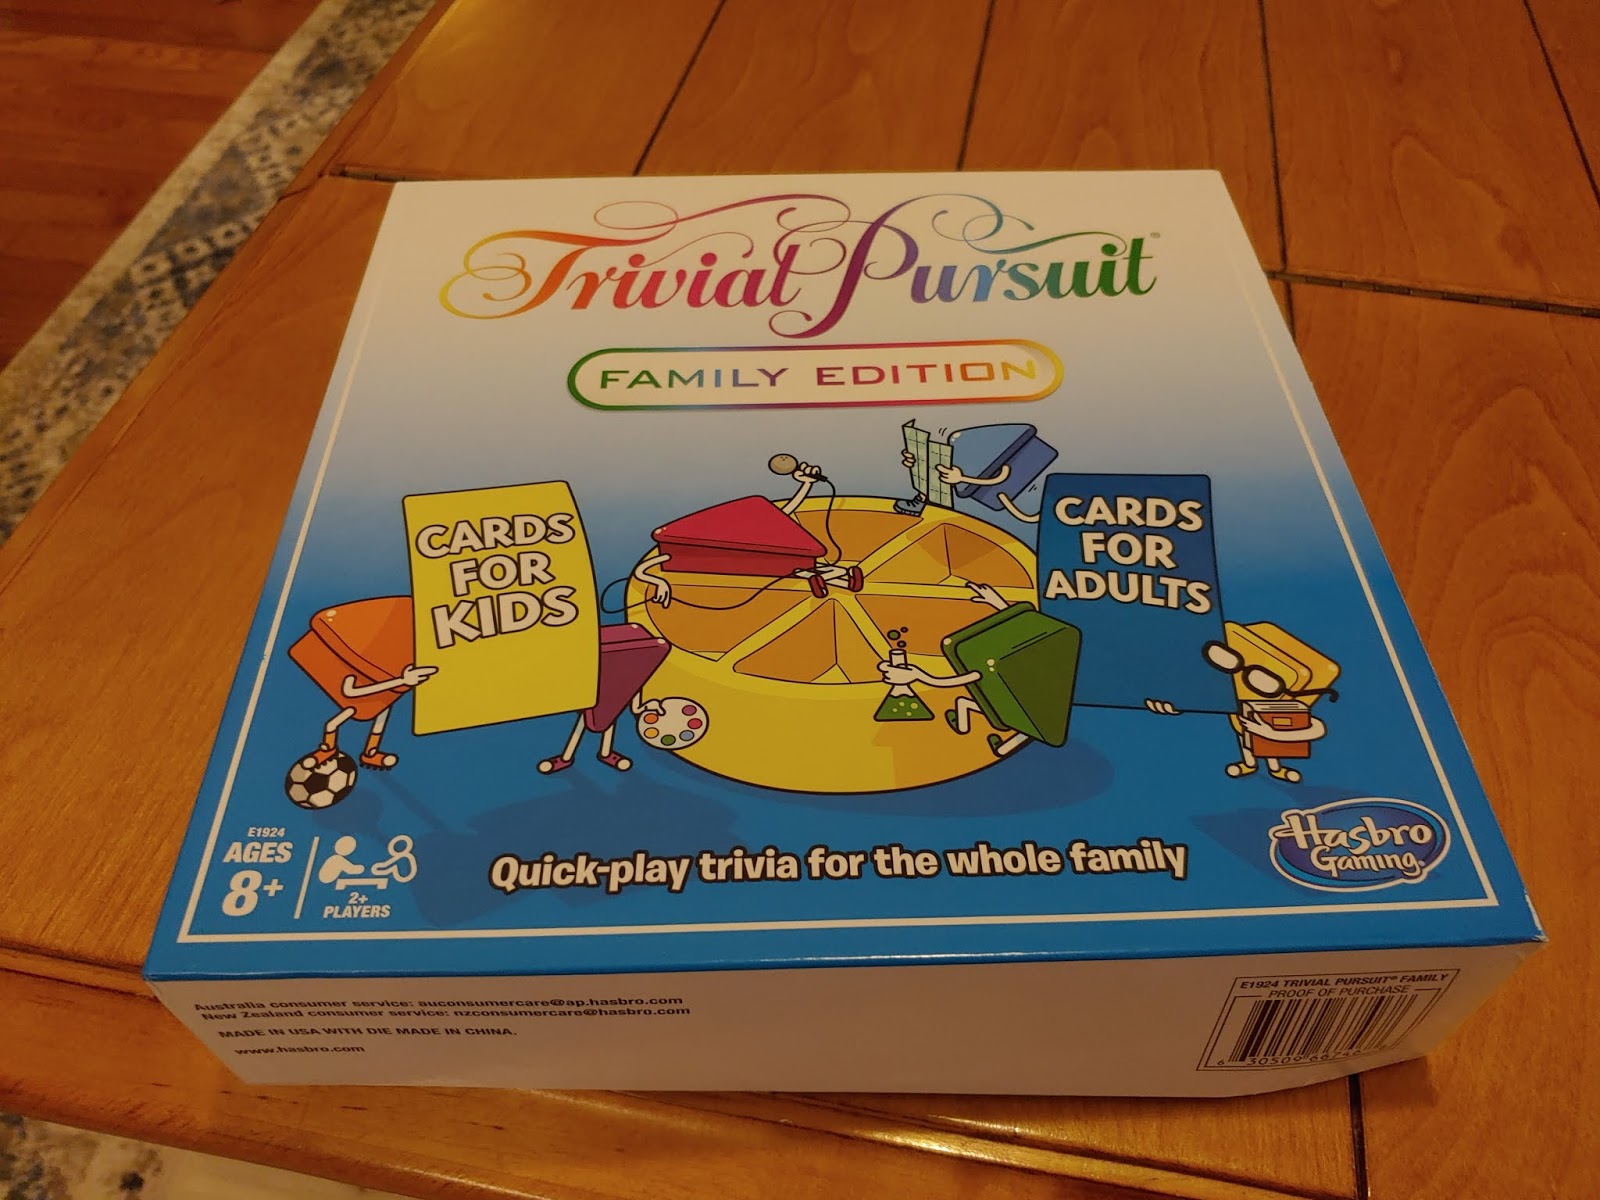 Trivial Pursuit®
FAMILY EDITION
CARDS
FOR
KIDS
CARDS
FOR
ADULTS
E1924
AGES
8+
2+
PLAYERS
Quick-play trivia for the whole family
Hasbro
Gaming
Australia consumer service: auconsumercare@ap.hasbro.com
New Zealand consumer service: nzconsumercare@hasbro.com
MADE IN USA WITH DIE MADE IN CHINA.
www.hasbro.com
E1924 TRIVIAL PURSUIT® FAMILY
PROOF OF PURCHASE
6 30509